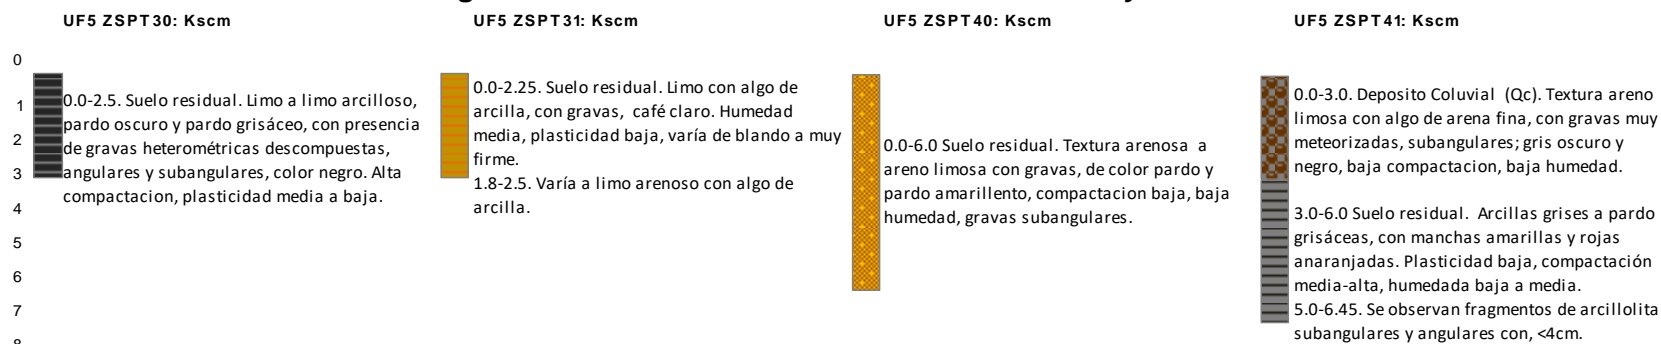 UF5 ZSPT30: Kscm
UF5 ZSPT31: Kscm
UF5 ZSPT40: Kscm
UF5 ZSPT41: Kscm
0
1
2
3
4
5
6
7
0.0-2.5. Suelo residual. Limo a limo arcilloso,
pardo oscuro y pardo grisáceo, con presencia
de gravas heterométricas descompuestas,
angulares y subangulares, color negro. Alta
compactacion, plasticidad media a baja.
0.0-2.25. Suelo residual. Limo con algo de
arcilla, con gravas, café claro. Humedad
media, plasticidad baja, varía de blando a muy
firme.
1.8-2.5. Varía a limo arenoso con algo de
arcilla.
0.0-6.0 Suelo residual. Textura arenosa a
areno limosa con gravas, de color pardo y
pardo amarillento, compactacion baja, baja
humedad, gravas subangulares.
0.0-3.0. Deposito Coluvial (Qc). Textura areno
limosa con algo de arena fina, con gravas muy
meteorizadas, subangulares; gris oscuro y
negro, baja compactacion, baja humedad.
3.0-6.0 Suelo residual. Arcillas grises a pardo
grisáceas, con manchas amarillas y rojas
anaranjadas. Plasticidad baja, compactación
media-alta, humedada baja a media.
5.0-6.45. Se observan fragmentos de arcillolita
subangulares y angulares con, <4cm.